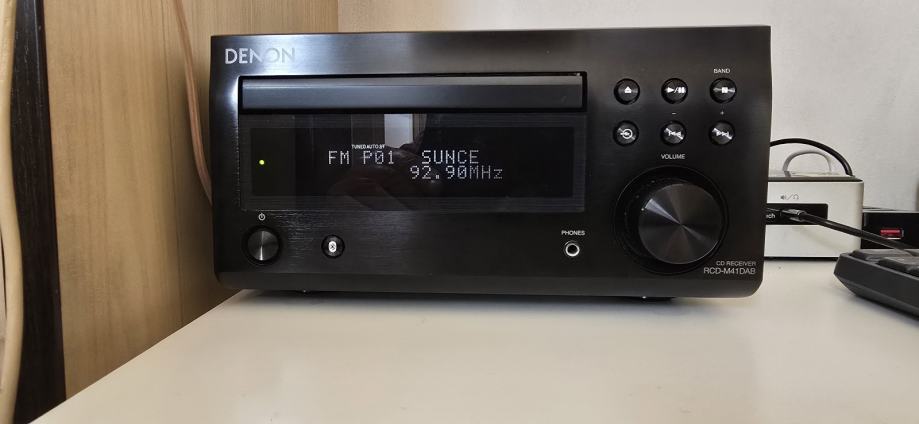 DENON
BAND
TUNED AUTO ST
FM P01 SUNCE
92.90MHz
VOLUME
PHONES
CD RECEIVER
RCD-M41DAB